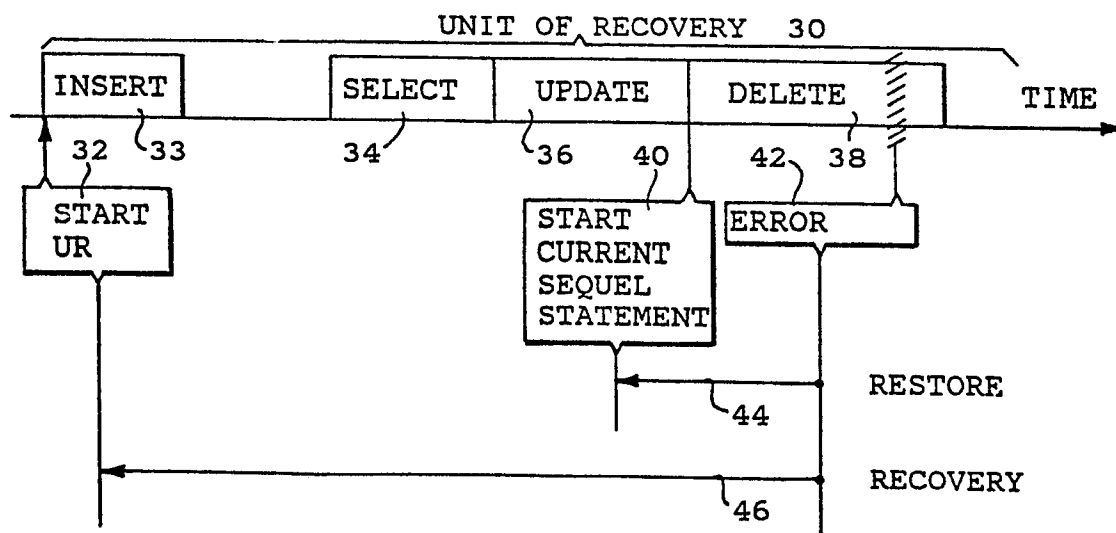 UNIT OF RECOVERY 30
INSERT
SELECT
UPDATE
DELETE
TIME
32
33
34
36
40
42
38
START
UR
START
CURRENT
SEQUEL
STATEMENT
ERROR
RESTORE
44
RECOVERY
46